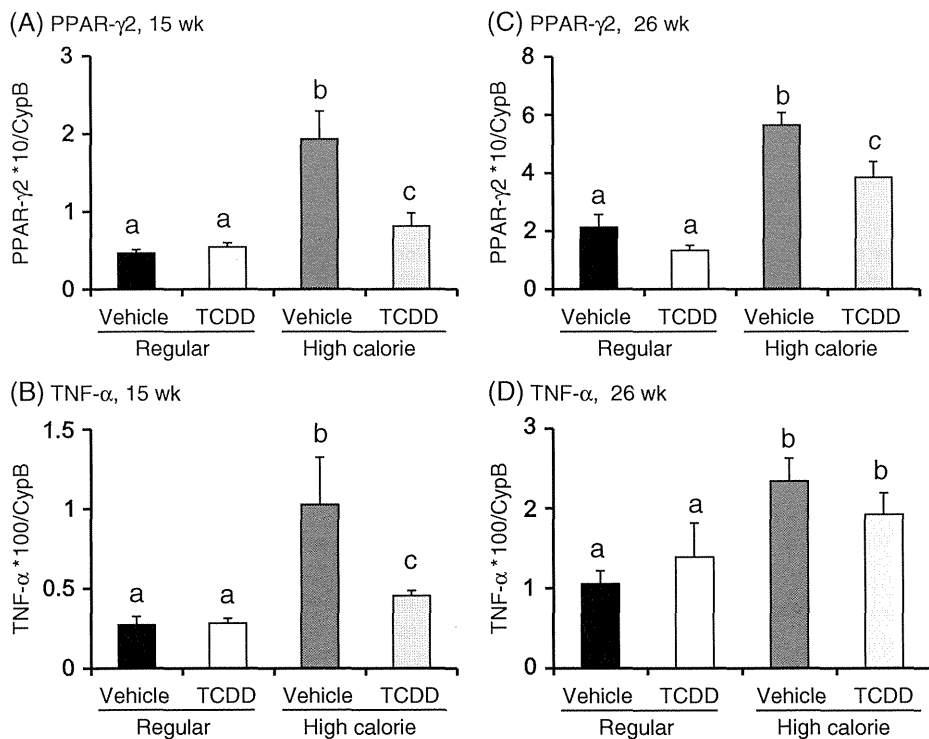 (A) PPAR-γ2, 15 wk
PPAR-γ2 *10/CypB
3
2
1
0
a
a
b
c
Vehicle TCDD Vehicle TCDD
Regular High calorie
(B) TNF-α, 15 wk
TNF-α *100/CypB
1.5
1
0.5
0
a
a
b
c
Vehicle TCDD Vehicle TCDD
Regular High calorie
(C) PPAR-γ2, 26 wk
PPAR-γ2 *10/CypB
8
6
4
2
0
a
a
b
c
Vehicle TCDD Vehicle TCDD
Regular High calorie
(D) TNF-α, 26 wk
TNF-α *100/CypB
3
2
1
0
a
a
b
b
Vehicle TCDD Vehicle TCDD
Regular High calorie